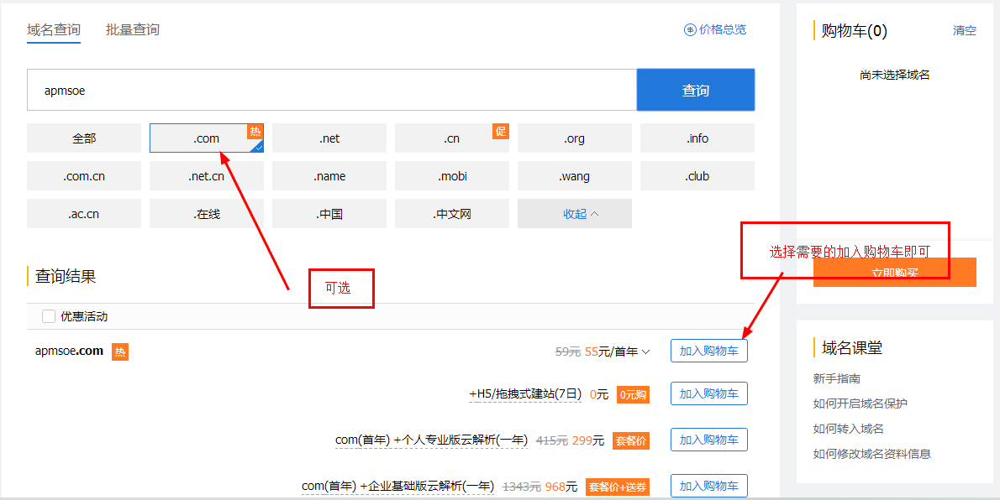 域名查询 批量查询 价格总览
apmsoe 查询
全部 .com 热 .net .cn 促 .org .info
.com.cn .net.cn .name .mobi .wang .club
.ac.cn .在线 .中国 .中文网 收起
可选
查询结果
优惠活动
apmsoe.com 热 59元 55元/首年 加入购物车
+H5/拖拽式建站(7日) 0元 0元购 加入购物车
com(首年) +个人专业版云解析(一年) 415元 299元 套餐价 加入购物车
com(首年) +企业基础版云解析(一年) 1343元 968元 套餐价+送券 加入购物车
购物车(0) 清空
尚未选择域名
选择需要的加入购物车即可
立即购买
域名课堂
新手指南
如何开启域名保护
如何转入域名
如何修改域名资料信息